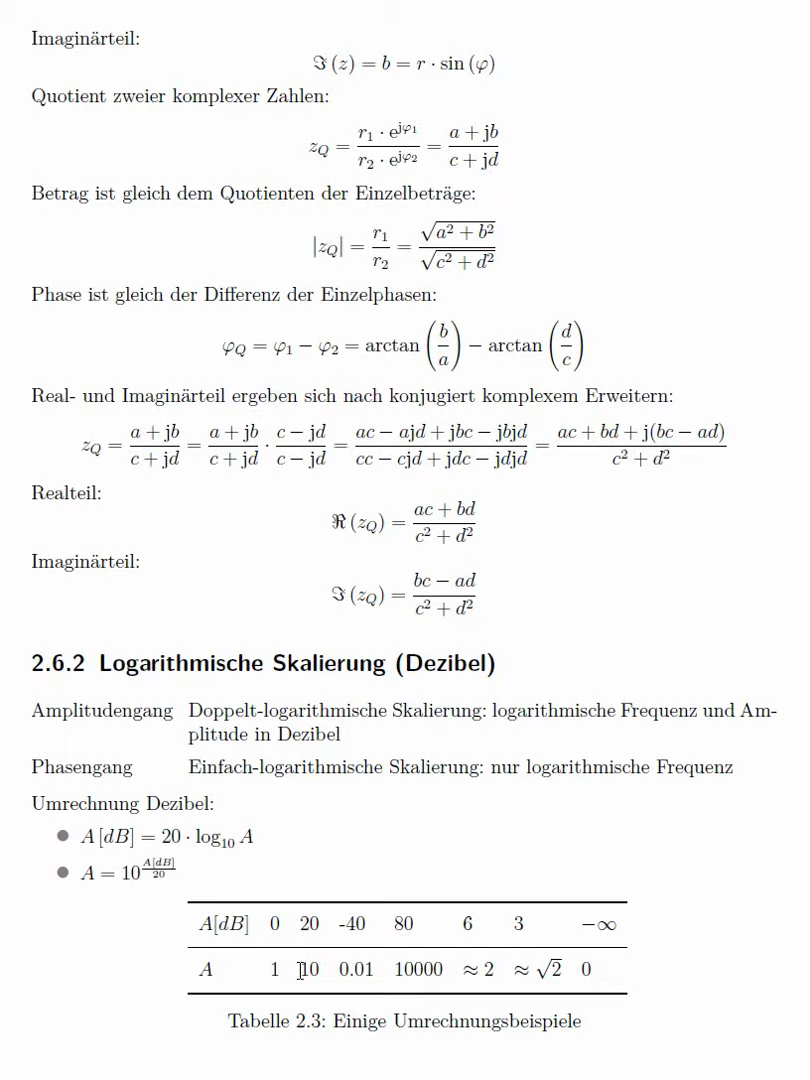 Imaginärteil:
ℑ (z) = b = r · sin (φ)
Quotient zweier komplexer Zahlen:
z_Q = (r_1 · e^{jφ_1}) / (r_2 · e^{jφ_2}) = (a + jb) / (c + jd)
Betrag ist gleich dem Quotienten der Einzelbeträge:
|z_Q| = r_1 / r_2 = √(a² + b²) / √(c² + d²)
Phase ist gleich der Differenz der Einzelphasen:
φ_Q = φ_1 − φ_2 = arctan (b/a) − arctan (d/c)
Real- und Imaginärteil ergeben sich nach konjugiert komplexem Erweitern:
z_Q = (a + jb) / (c + jd) = (a + jb) / (c + jd) · (c − jd) / (c − jd) = (ac − ajd + jbc − jbjd) / (cc − cjd + jdc − jdjd) = (ac + bd + j(bc − ad)) / (c² + d²)
Realteil:
ℜ (z_Q) = (ac + bd) / (c² + d²)
Imaginärteil:
ℑ (z_Q) = (bc − ad) / (c² + d²)
2.6.2 Logarithmische Skalierung (Dezibel)
Amplitudengang Doppelt-logarithmische Skalierung: logarithmische Frequenz und Am-
plitude in Dezibel
Phasengang Einfach-logarithmische Skalierung: nur logarithmische Frequenz
Umrechnung Dezibel:
● A [dB] = 20 · log_10 A
● A = 10^{A[dB]/20}
A[dB] 0 20 -40 80 6 3 −∞
A 1 10 0.01 10000 ≈ 2 ≈ √2 0
Tabelle 2.3: Einige Umrechnungsbeispiele